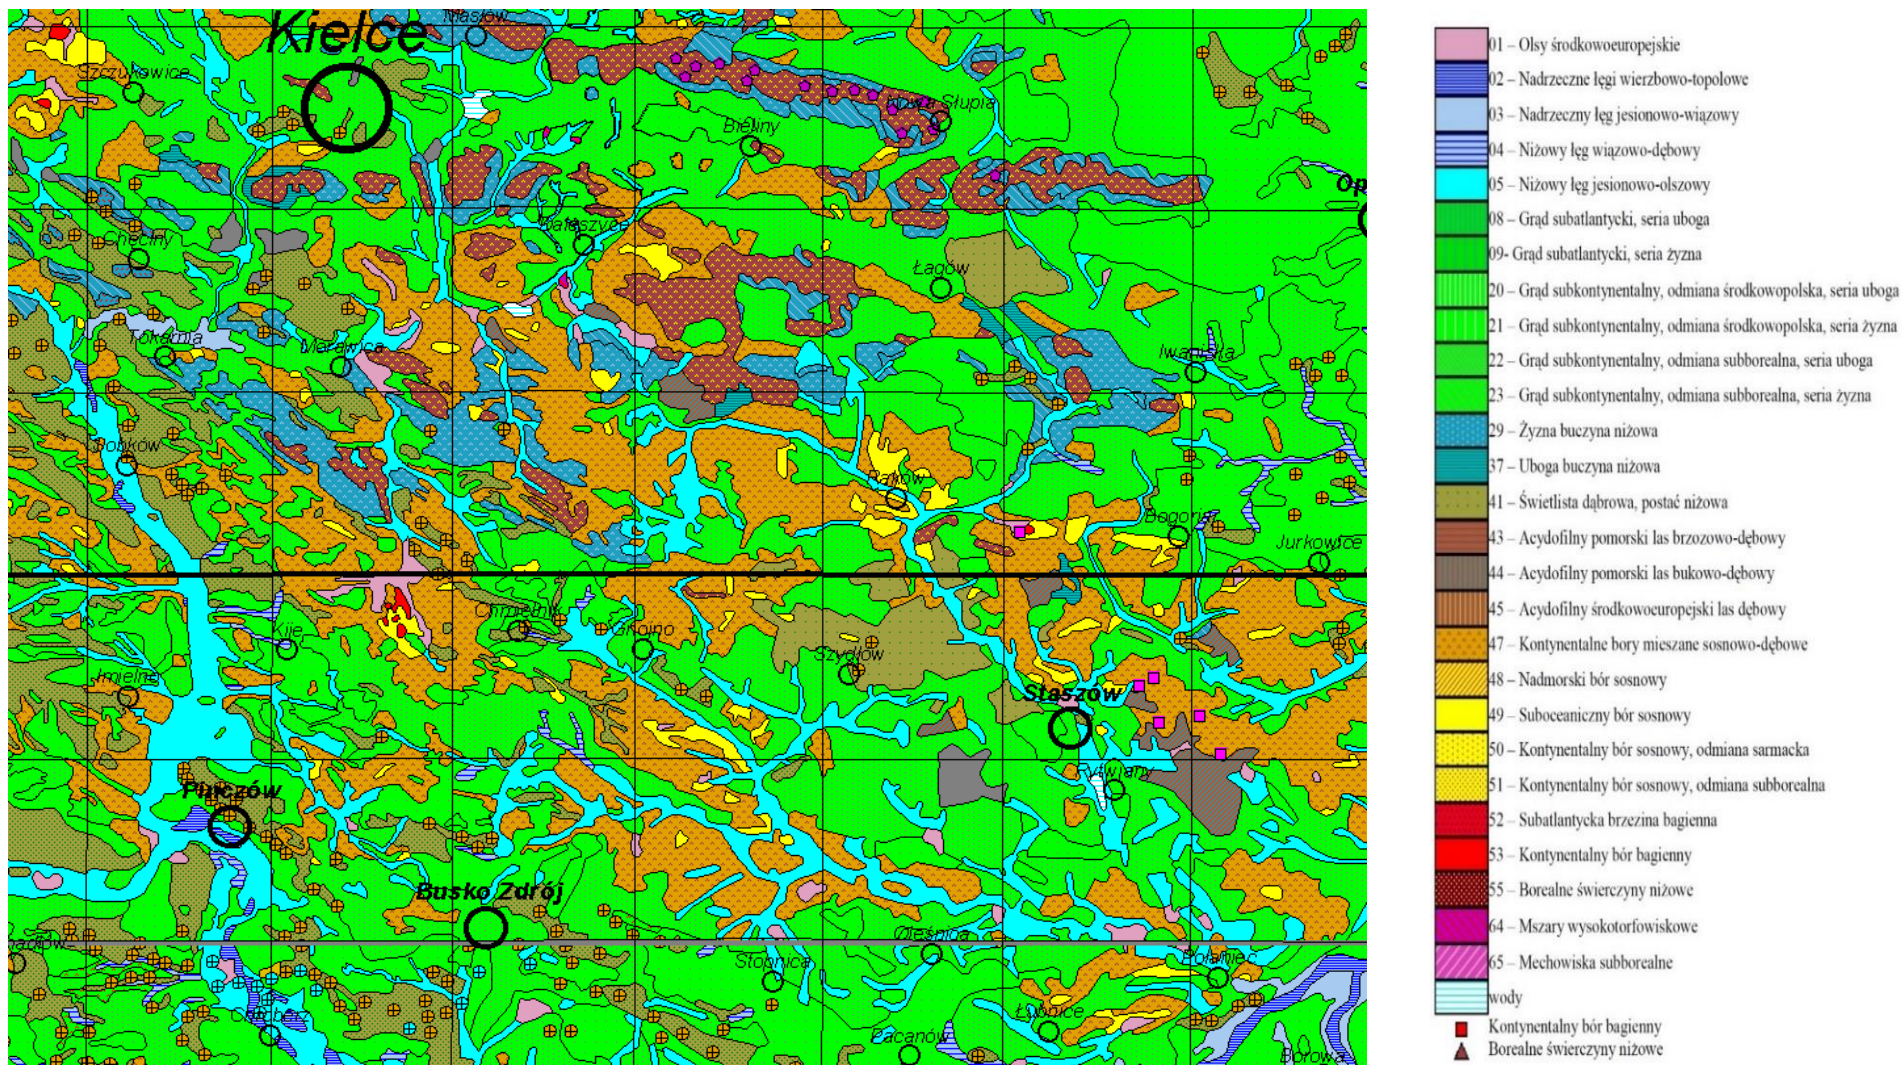 Kielce
Masłów
Szczukowice
Nowa Słupia
Bieliny
Op
Chęciny
Daleszyce
Łagów
Tokarnia
Morawica
Iwaniska
Sobków
Raków
Bogoria
Jurkowice
Chmielnik
Kije
Gnojno
Szydłów
Imielno
Staszów
Pińczów
Rytwiany
Busko Zdrój
Oleśnica
Stopnica
Połaniec
Łubnice
Pacanów
Borowa
01 – Olsy środkowoeuropejskie
02 – Nadrzeczne łęgi wierzbowo-topolowe
03 – Nadrzeczny łęg jesionowo-wiązowy
04 – Niżowy łęg wiązowo-dębowy
05 – Niżowy łęg jesionowo-olszowy
08 – Grąd subatlantycki, seria uboga
09- Grąd subatlantycki, seria żyzna
20 – Grąd subkontynentalny, odmiana środkowopolska, seria uboga
21 – Grąd subkontynentalny, odmiana środkowopolska, seria żyzna
22 – Grąd subkontynentalny, odmiana subborealna, seria uboga
23 – Grąd subkontynentalny, odmiana subborealna, seria żyzna
29 – Żyzna buczyna niżowa
37 – Uboga buczyna niżowa
41 – Świetlista dąbrowa, postać niżowa
43 – Acydofilny pomorski las brzozowo-dębowy
44 – Acydofilny pomorski las bukowo-dębowy
45 – Acydofilny środkowoeuropejski las dębowy
47 – Kontynentalne bory mieszane sosnowo-dębowe
48 – Nadmorski bór sosnowy
49 – Suboceaniczny bór sosnowy
50 – Kontynentalny bór sosnowy, odmiana sarmacka
51 – Kontynentalny bór sosnowy, odmiana subborealna
52 – Subatlantycka brzezina bagienna
53 – Kontynentalny bór bagienny
55 – Borealne świerczyny niżowe
64 – Mszary wysokotorfowiskowe
65 – Mechowiska subborealne
wody
Kontynentalny bór bagienny
Borealne świerczyny niżowe